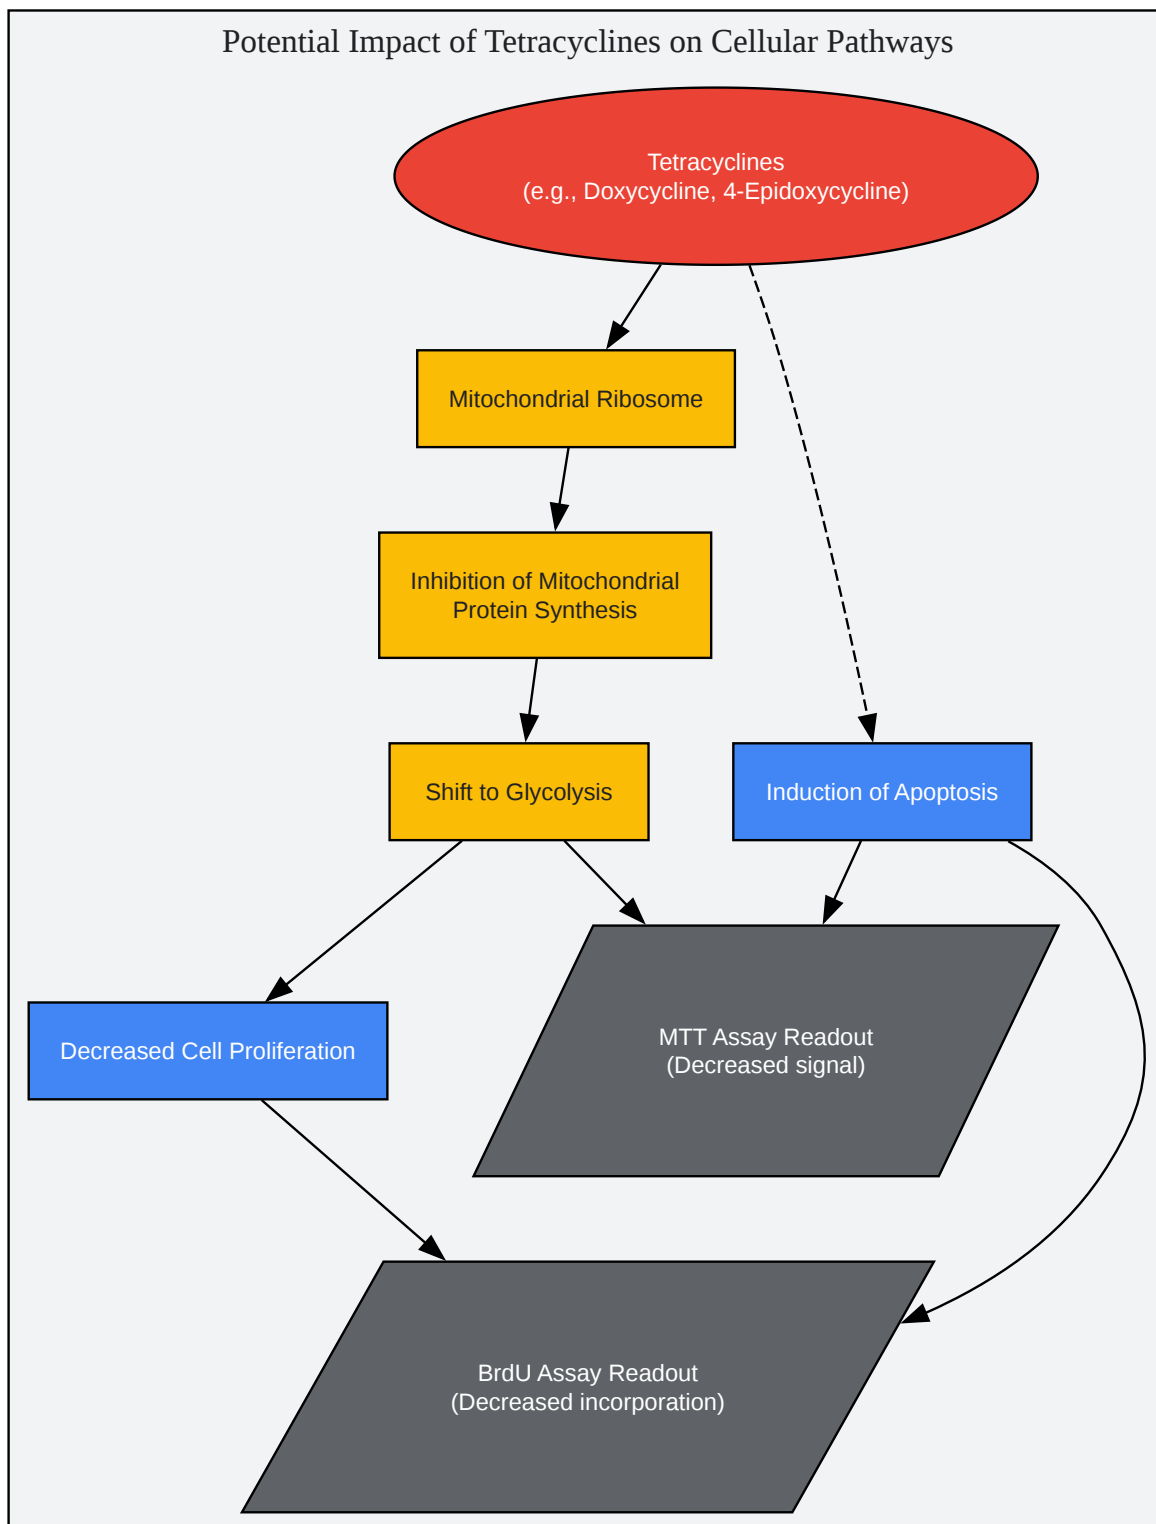 Potential Impact of Tetracyclines on Cellular Pathways
Tetracyclines
(e.g., Doxycycline, 4-Epidoxycycline)
Mitochondrial Ribosome
Inhibition of Mitochondrial
Protein Synthesis
Shift to Glycolysis
Induction of Apoptosis
Decreased Cell Proliferation
MTT Assay Readout
(Decreased signal)
BrdU Assay Readout
(Decreased incorporation)